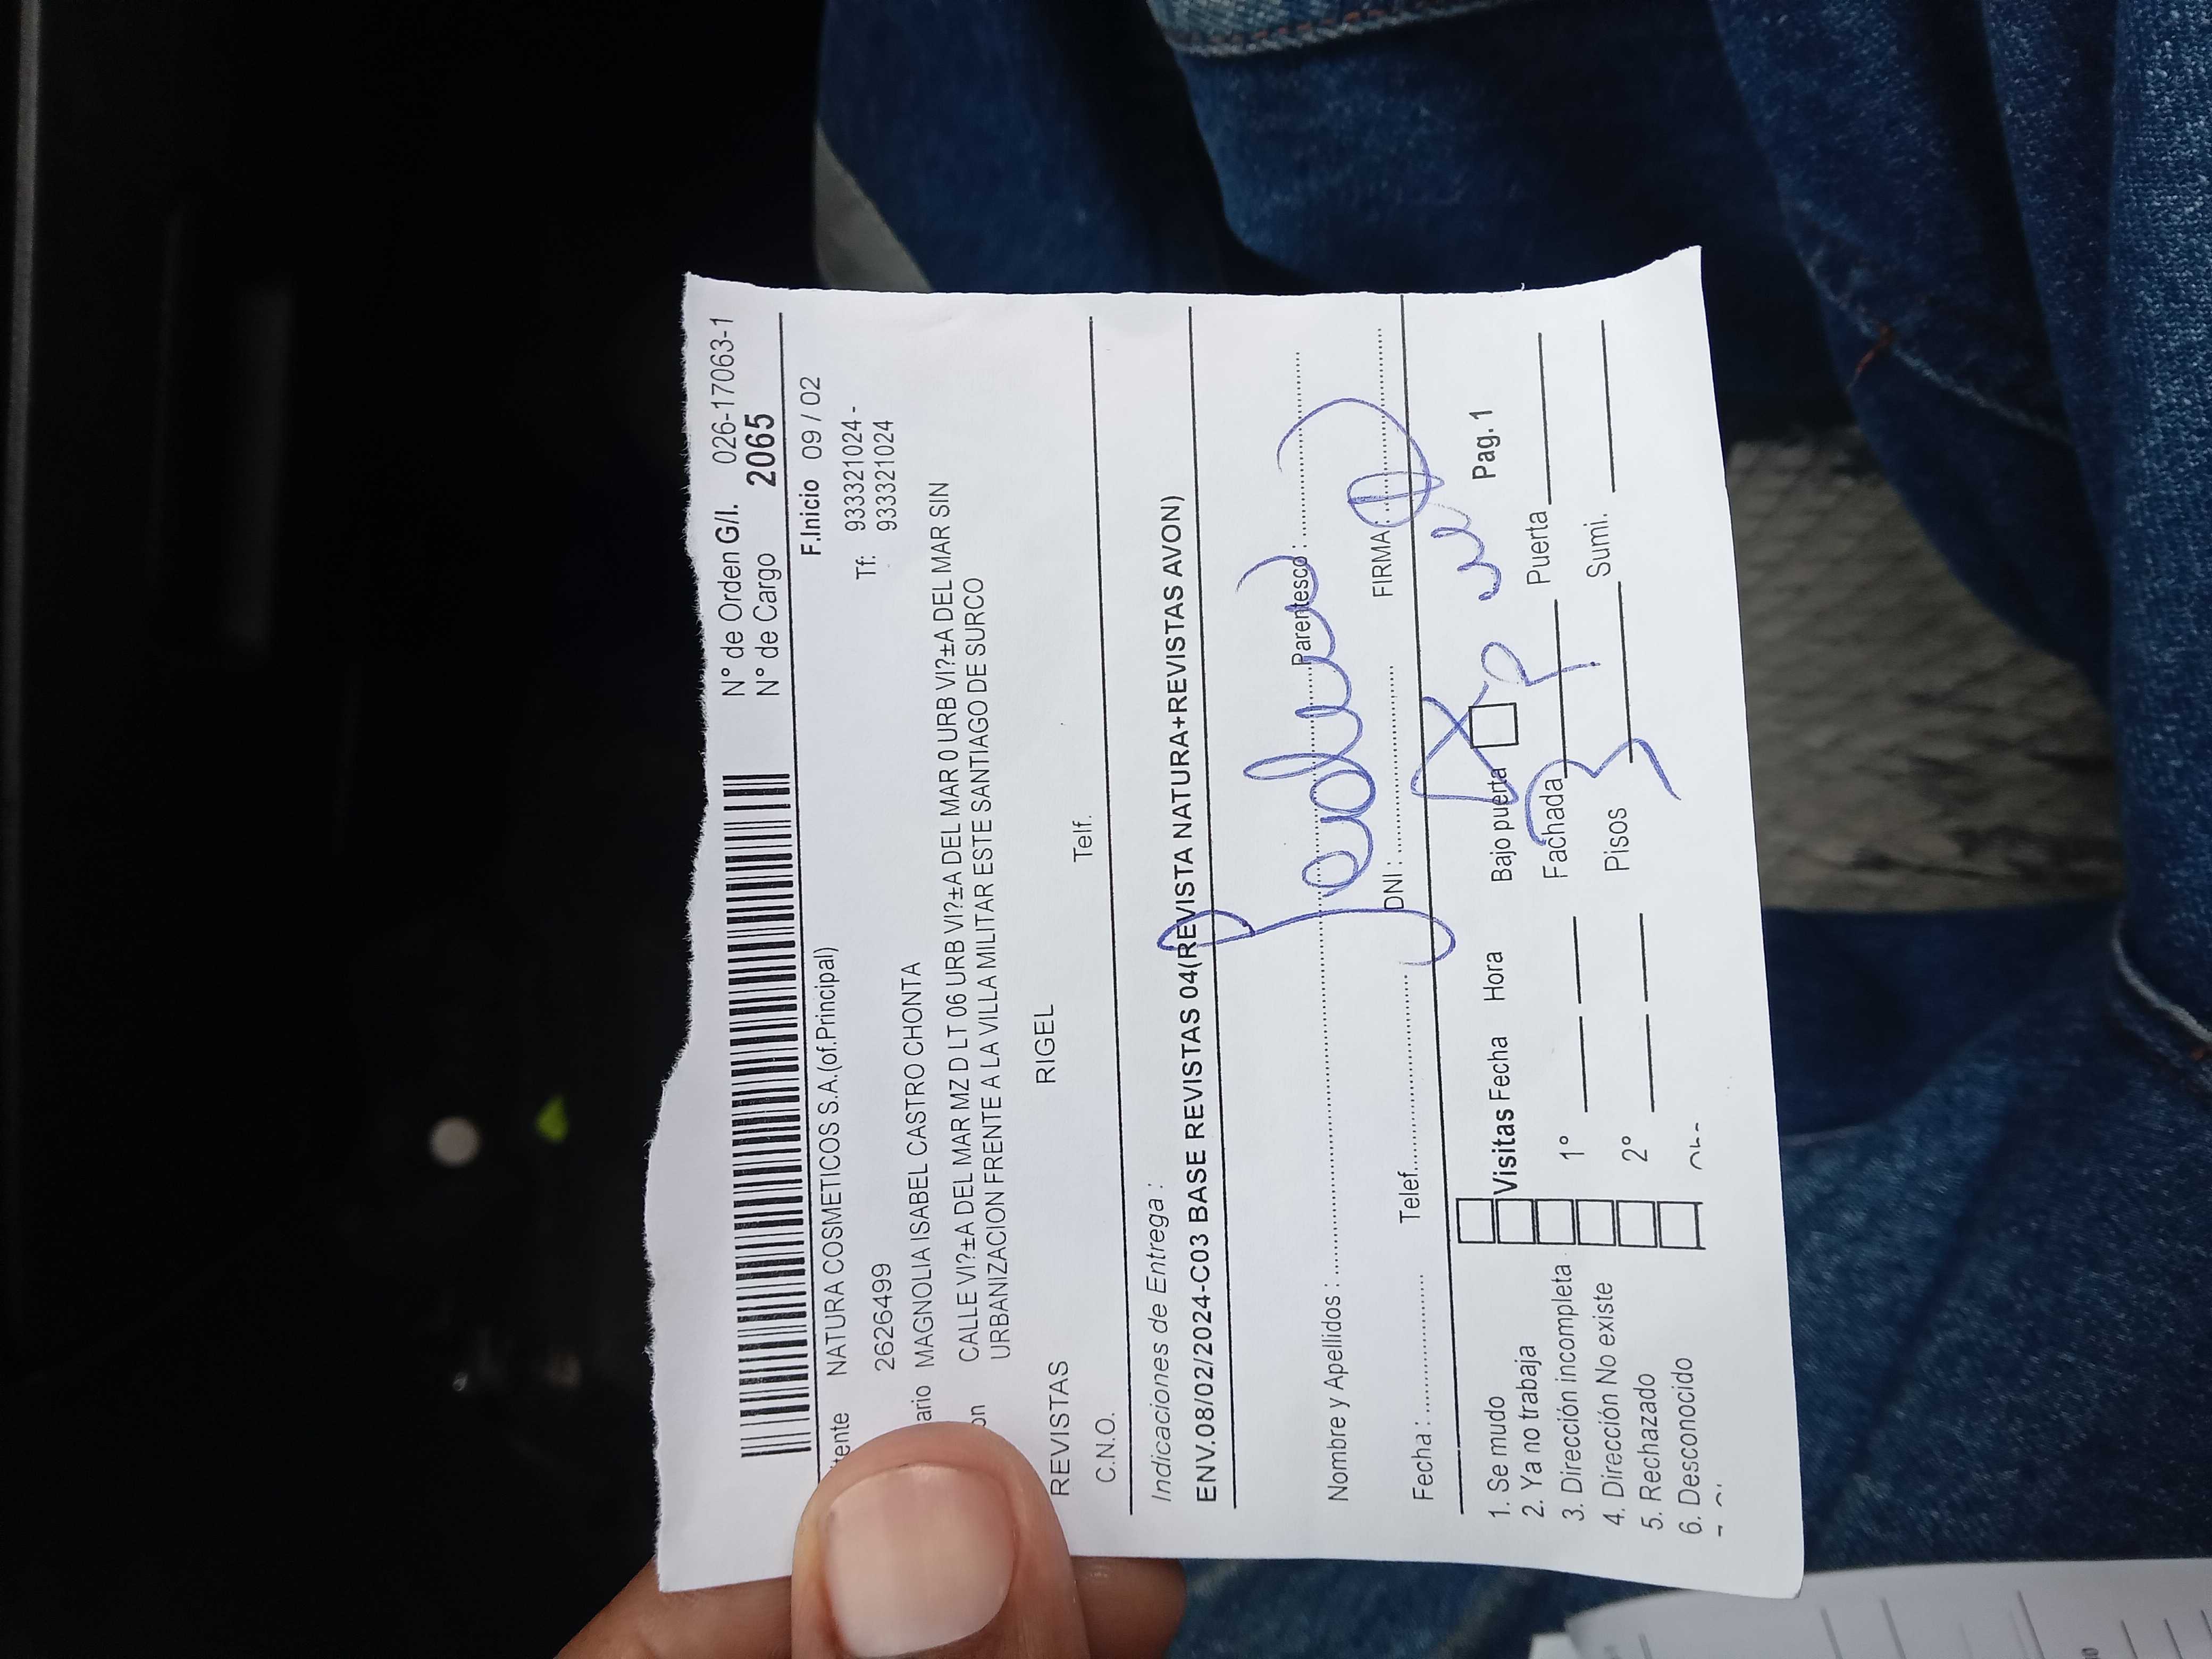 N° de Orden G/l. 026-17063-1
N° de Cargo 2065
itente NATURA COSMETICOS S.A.(of.Principal)
F.Inicio 09 / 02
2626499
Tf: 933321024 -
933321024
ario MAGNOLIA ISABEL CASTRO CHONTA
on CALLE VI?±A DEL MAR MZ D LT 06 URB VI?±A DEL MAR 0 URB VI?±A DEL MAR SIN
URBANIZACION FRENTE A LA VILLA MILITAR ESTE SANTIAGO DE SURCO
REVISTAS RIGEL
C.N.O. Telf.
Indicaciones de Entrega :
ENV.08/02/2024-C03 BASE REVISTAS 04(REVISTA NATURA+REVISTAS AVON)
Nombre y Apellidos : Parentesco :
Fecha : Telef. DNI : FIRMA :
1. Se mudo
Visitas Fecha Hora Bajo puerta Pag. 1
2. Ya no trabaja
3. Dirección incompleta 1° Fachada Puerta
4. Dirección No existe
5. Rechazado 2° Pisos Sumi.
6. Desconocido